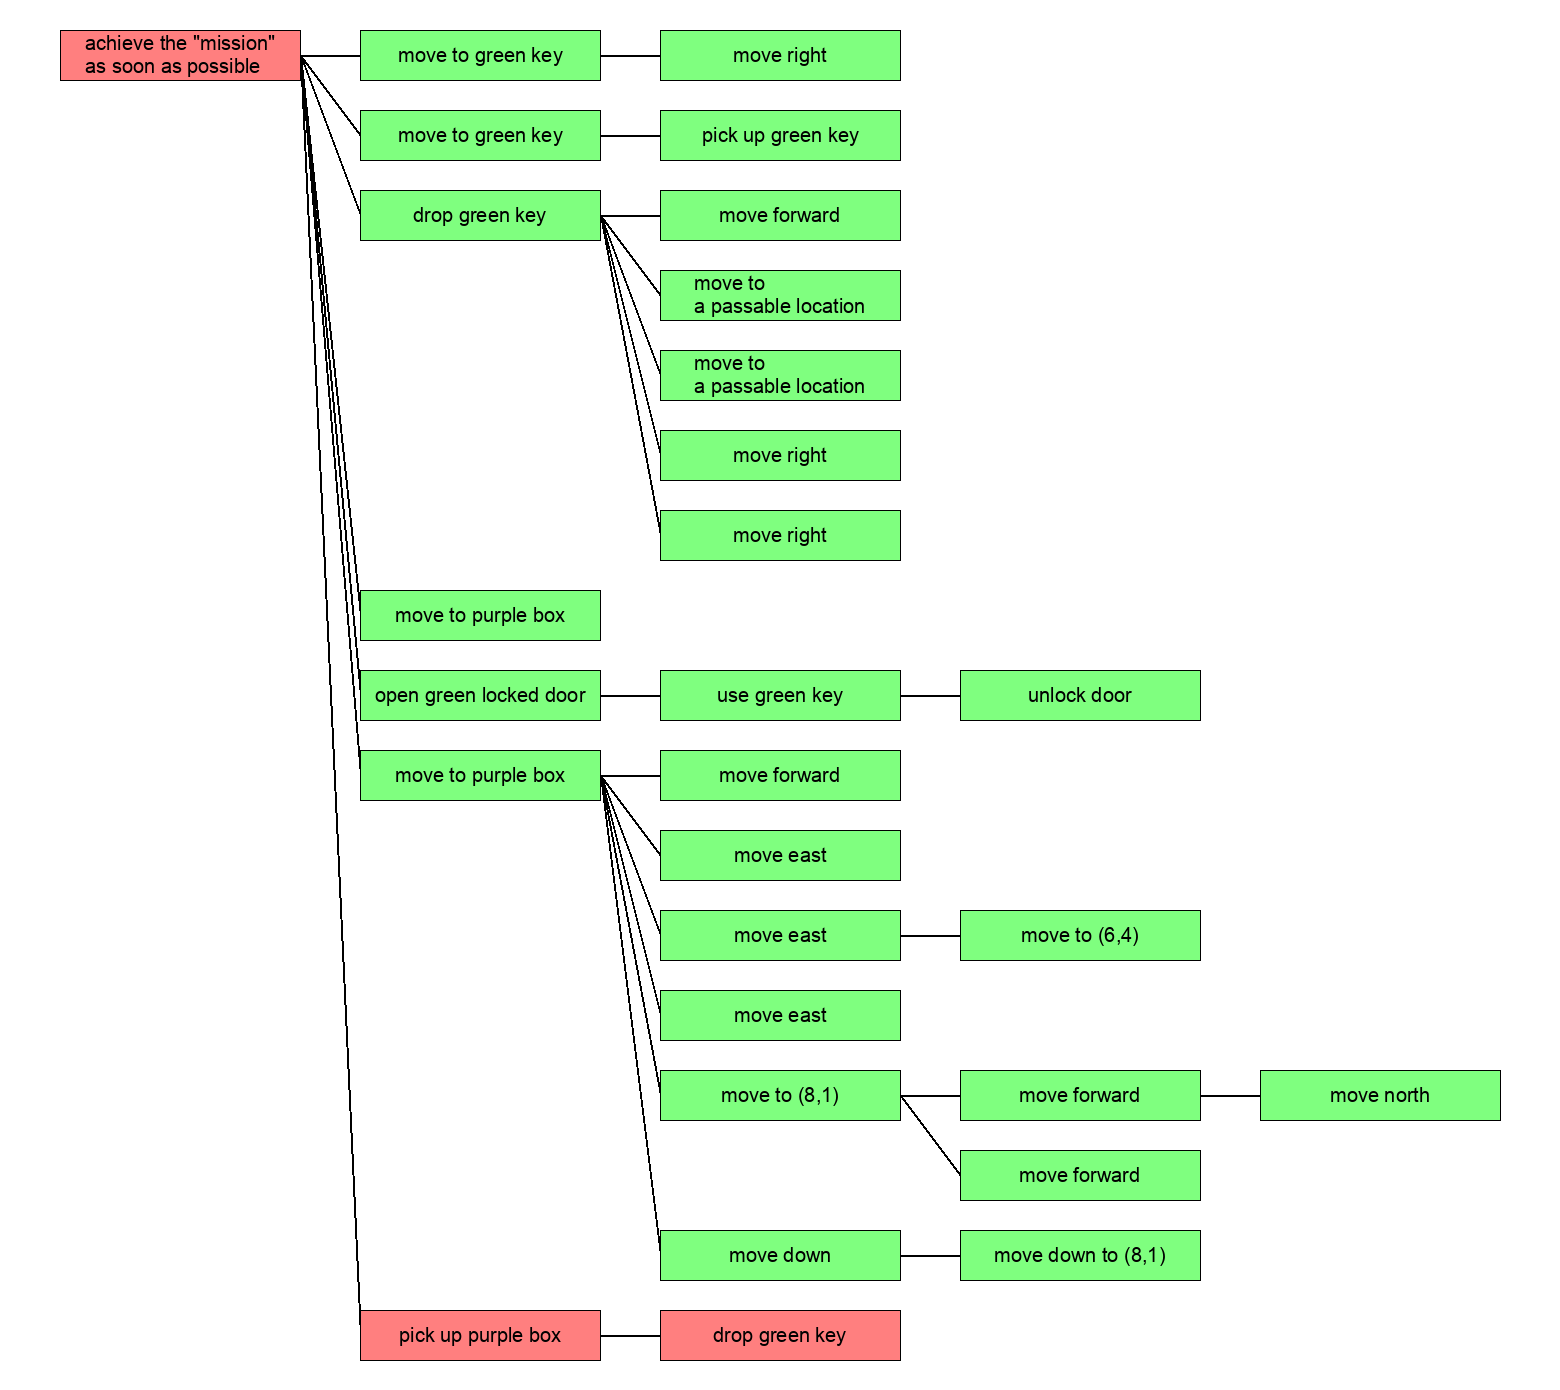 achieve the "mission"
as soon as possible
move to green key
move right
move to green key
pick up green key
drop green key
move forward
move to
a passable location
move to
a passable location
move right
move right
move to purple box
open green locked door
use green key
unlock door
move to purple box
move forward
move east
move east
move to (6,4)
move east
move to (8,1)
move forward
move north
move forward
move down
move down to (8,1)
pick up purple box
drop green key